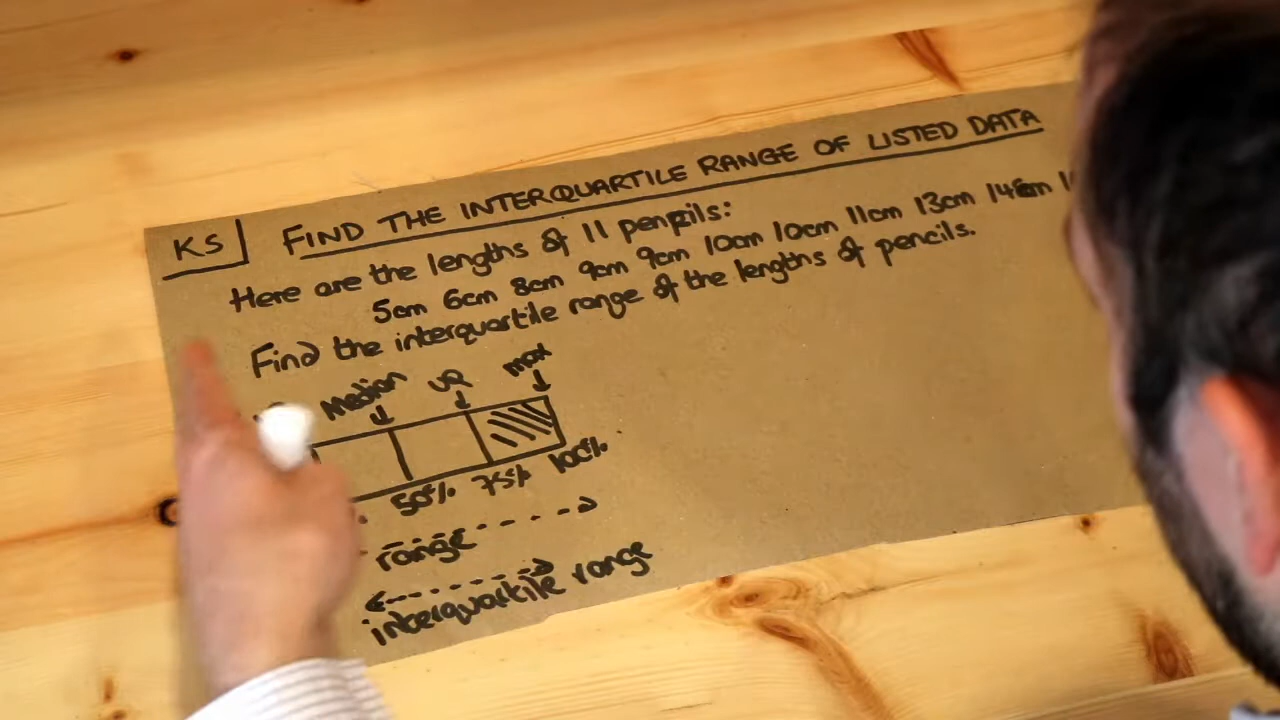 KS
FIND THE INTERQUARTILE RANGE OF LISTED DATA
Here are the lengths of 11 pencils:
5cm 6cm 8cm 9cm 9cm 10cm 10cm 11cm 13cm 14cm
Find the interquartile range of the lengths of pencils.
Median UQ max
50% 75% 100%
range
interquartile range